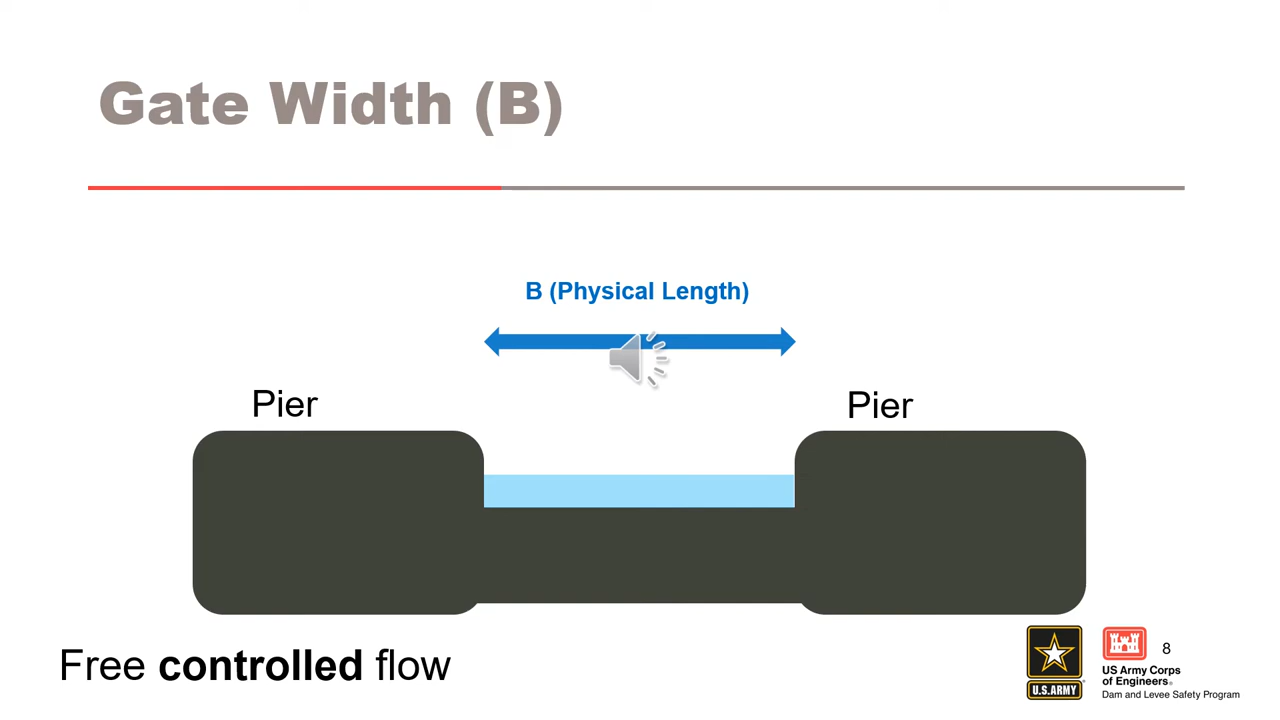 Gate Width (B)
B (Physical Length)
Pier
Pier
Free controlled flow
U.S.ARMY
US Army Corps
of Engineers®
Dam and Levee Safety Program
8